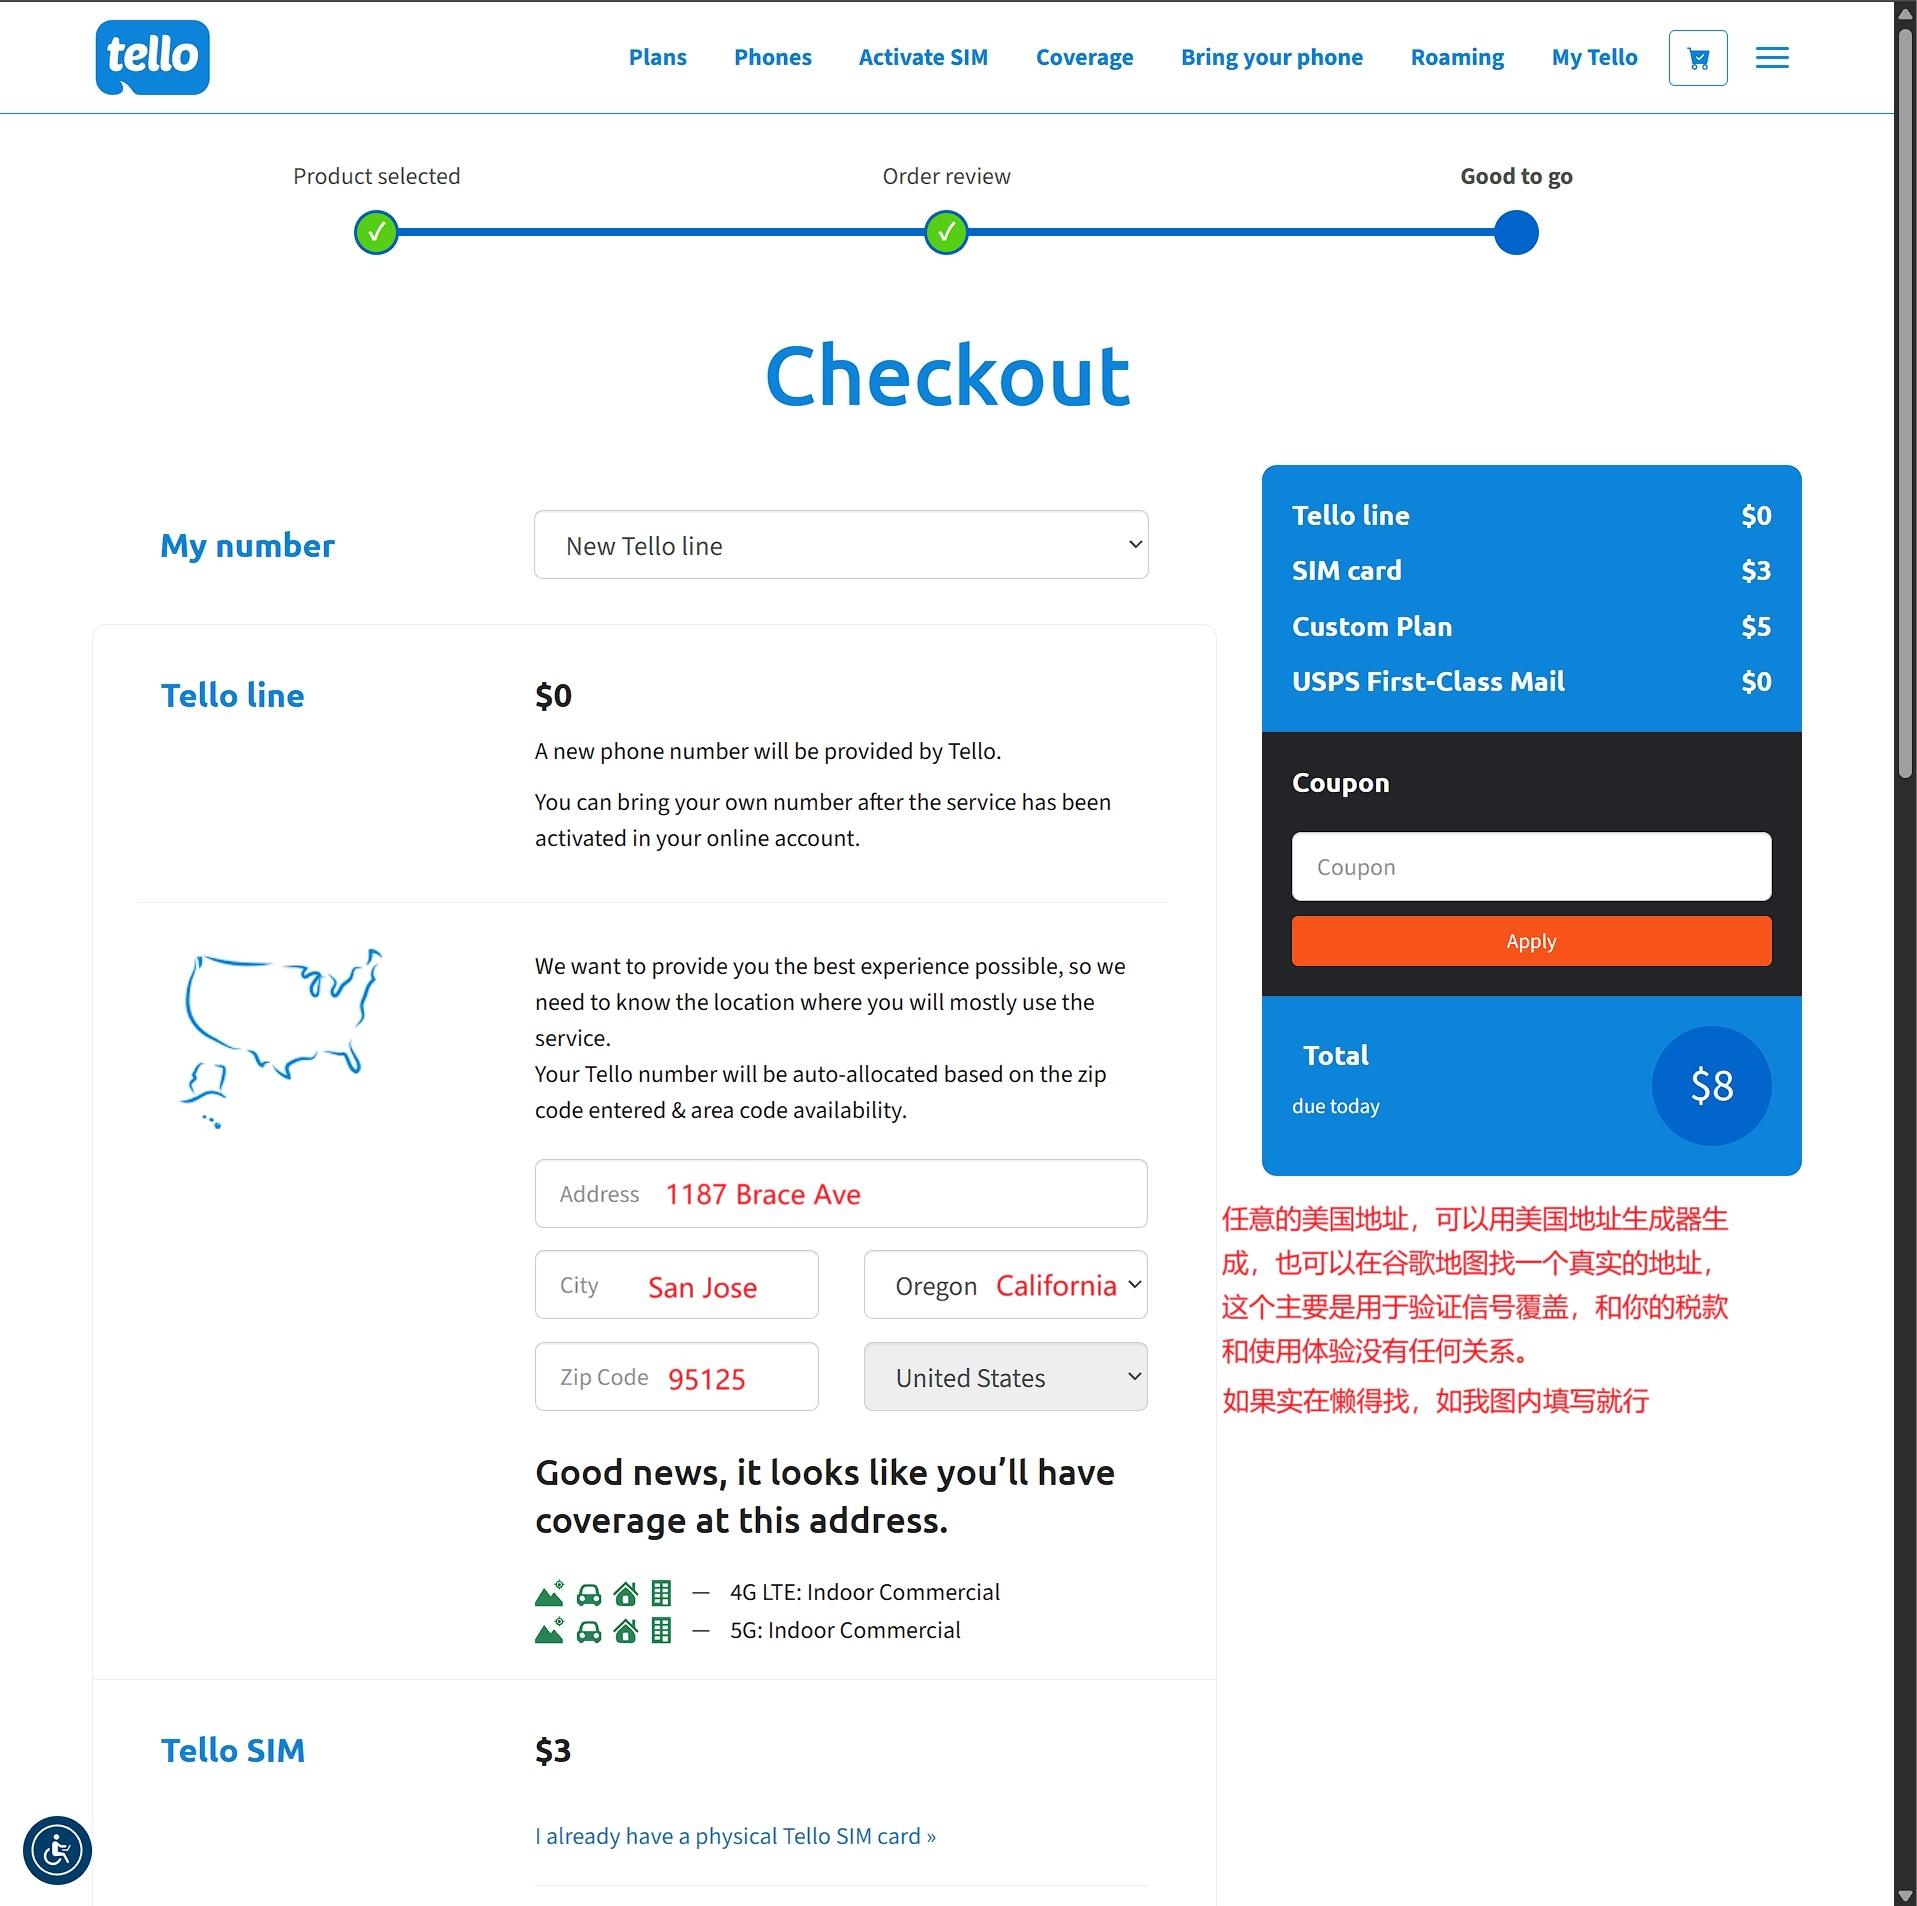 tello
Plans Phones Activate SIM Coverage Bring your phone Roaming My Tello
Product selected Order review Good to go
Checkout
My number
New Tello line
Tello line
$0
A new phone number will be provided by Tello.
You can bring your own number after the service has been
activated in your online account.
We want to provide you the best experience possible, so we
need to know the location where you will mostly use the
service.
Your Tello number will be auto-allocated based on the zip
code entered & area code availability.
Address 1187 Brace Ave
City San Jose
Oregon California
Zip Code 95125
United States
Good news, it looks like you’ll have
coverage at this address.
— 4G LTE: Indoor Commercial
— 5G: Indoor Commercial
Tello SIM
$3
I already have a physical Tello SIM card »
Tello line $0
SIM card $3
Custom Plan $5
USPS First-Class Mail $0
Coupon
Coupon
Apply
Total
due today
$8
任意的美国地址，可以用美国地址生成器生
成，也可以在谷歌地图找一个真实的地址，
这个主要是用于验证信号覆盖，和你的税款
和使用体验没有任何关系。
如果实在懒得找，如我图内填写就行